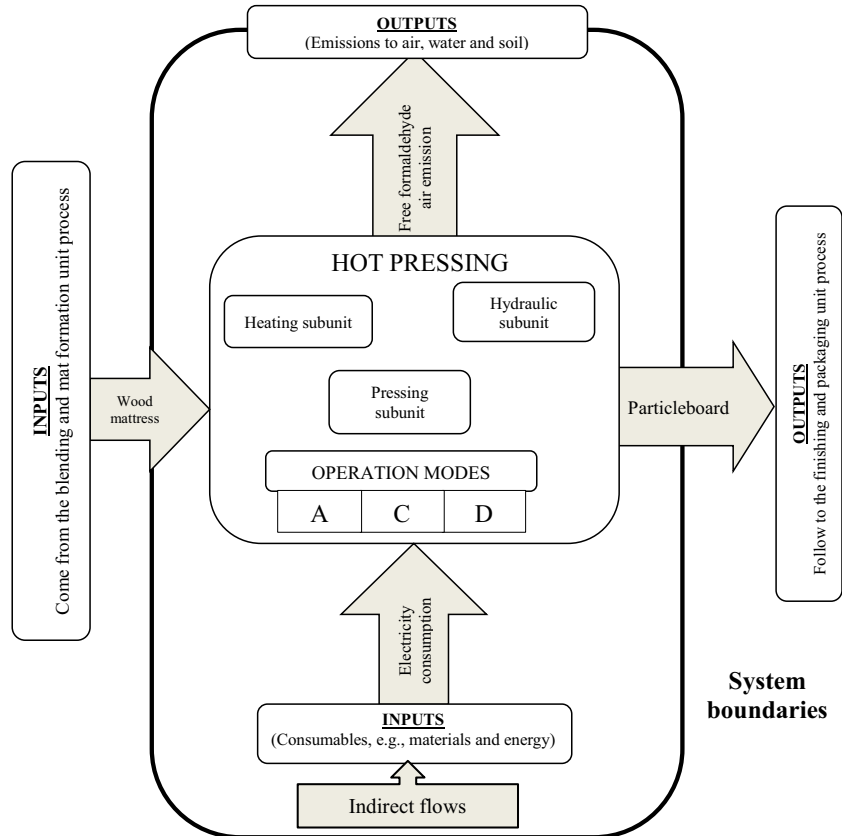 OUTPUTS
(Emissions to air, water and soil)
Free formaldehyde
air emission
INPUTS
Come from the blending and mat formation unit process
Wood
mattress
HOT PRESSING
Heating subunit
Hydraulic
subunit
Pressing
subunit
OPERATION MODES
A C D
Particleboard
OUTPUTS
Follow to the finishing and packaging unit process
Electricity
consumption
INPUTS
(Consumables, e.g., materials and energy)
Indirect flows
System
boundaries